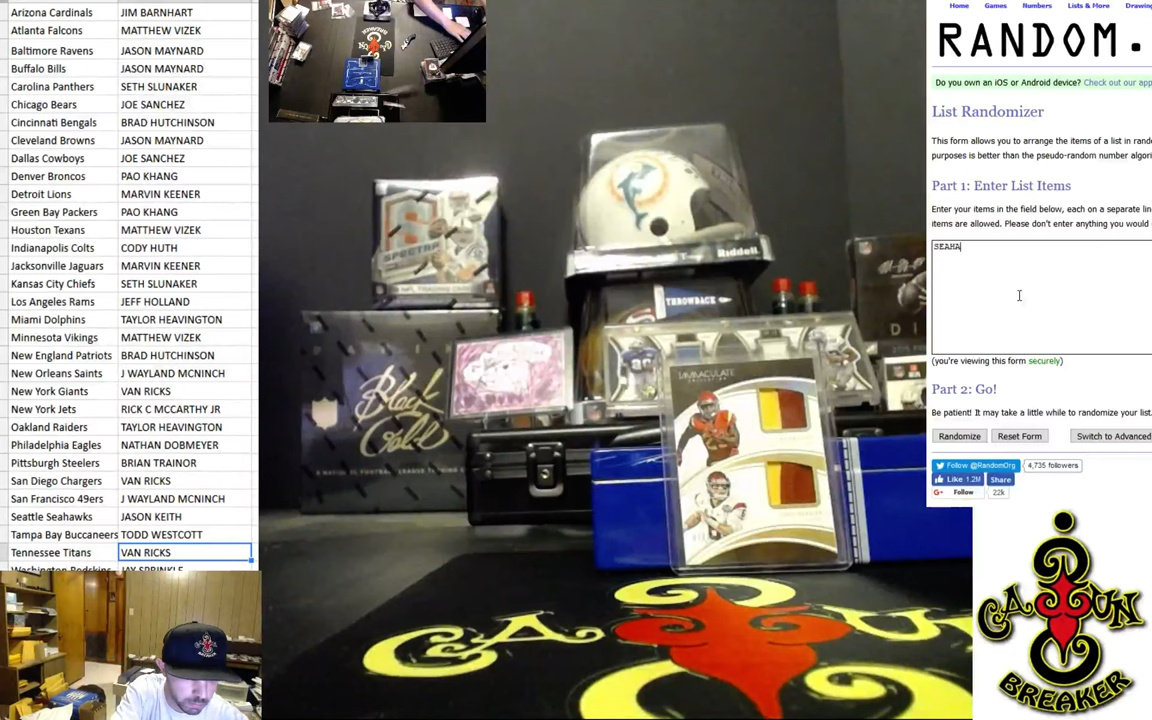 Arizona Cardinals JIM BARNHART
Atlanta Falcons MATTHEW VIZEK
Baltimore Ravens JASON MAYNARD
Buffalo Bills JASON MAYNARD
Carolina Panthers SETH SLUNAKER
Chicago Bears JOE SANCHEZ
Cincinnati Bengals BRAD HUTCHINSON
Cleveland Browns JASON MAYNARD
Dallas Cowboys JOE SANCHEZ
Denver Broncos PAO KHANG
Detroit Lions MARVIN KEENER
Green Bay Packers PAO KHANG
Houston Texans MATTHEW VIZEK
Indianapolis Colts CODY HUTH
Jacksonville Jaguars MARVIN KEENER
Kansas City Chiefs SETH SLUNAKER
Los Angeles Rams JEFF HOLLAND
Miami Dolphins TAYLOR HEAVINGTON
Minnesota Vikings MATTHEW VIZEK
New England Patriots BRAD HUTCHINSON
New Orleans Saints J WAYLAND MCNINCH
New York Giants VAN RICKS
New York Jets RICK C MCCARTHY JR
Oakland Raiders TAYLOR HEAVINGTON
Philadelphia Eagles NATHAN DOBMEYER
Pittsburgh Steelers BRIAN TRAINOR
San Diego Chargers VAN RICKS
San Francisco 49ers J WAYLAND MCNINCH
Seattle Seahawks JASON KEITH
Tampa Bay Buccaneers TODD WESTCOTT
Tennessee Titans VAN RICKS
Washington Redskins JAY SPRINKLE
SPECTRA
Riddell
THROWBACK
Black Gold
IMMACULATE
COLLECTION
CAJUN
Home Games Numbers Lists & More Drawing
RANDOM.
Do you own an iOS or Android device? Check out our app
List Randomizer
This form allows you to arrange the items of a list in rando
purposes is better than the pseudo-random number algori
Part 1: Enter List Items
Enter your items in the field below, each on a separate lin
items are allowed. Please don't enter anything you would
SEAHA
(you're viewing this form securely)
Part 2: Go!
Be patient! It may take a little while to randomize your list
Randomize Reset Form Switch to Advanced
Follow @RandomOrg 4,735 followers
Like 1.2M Share
G+ Follow 22k
CAJUN
BREAKER